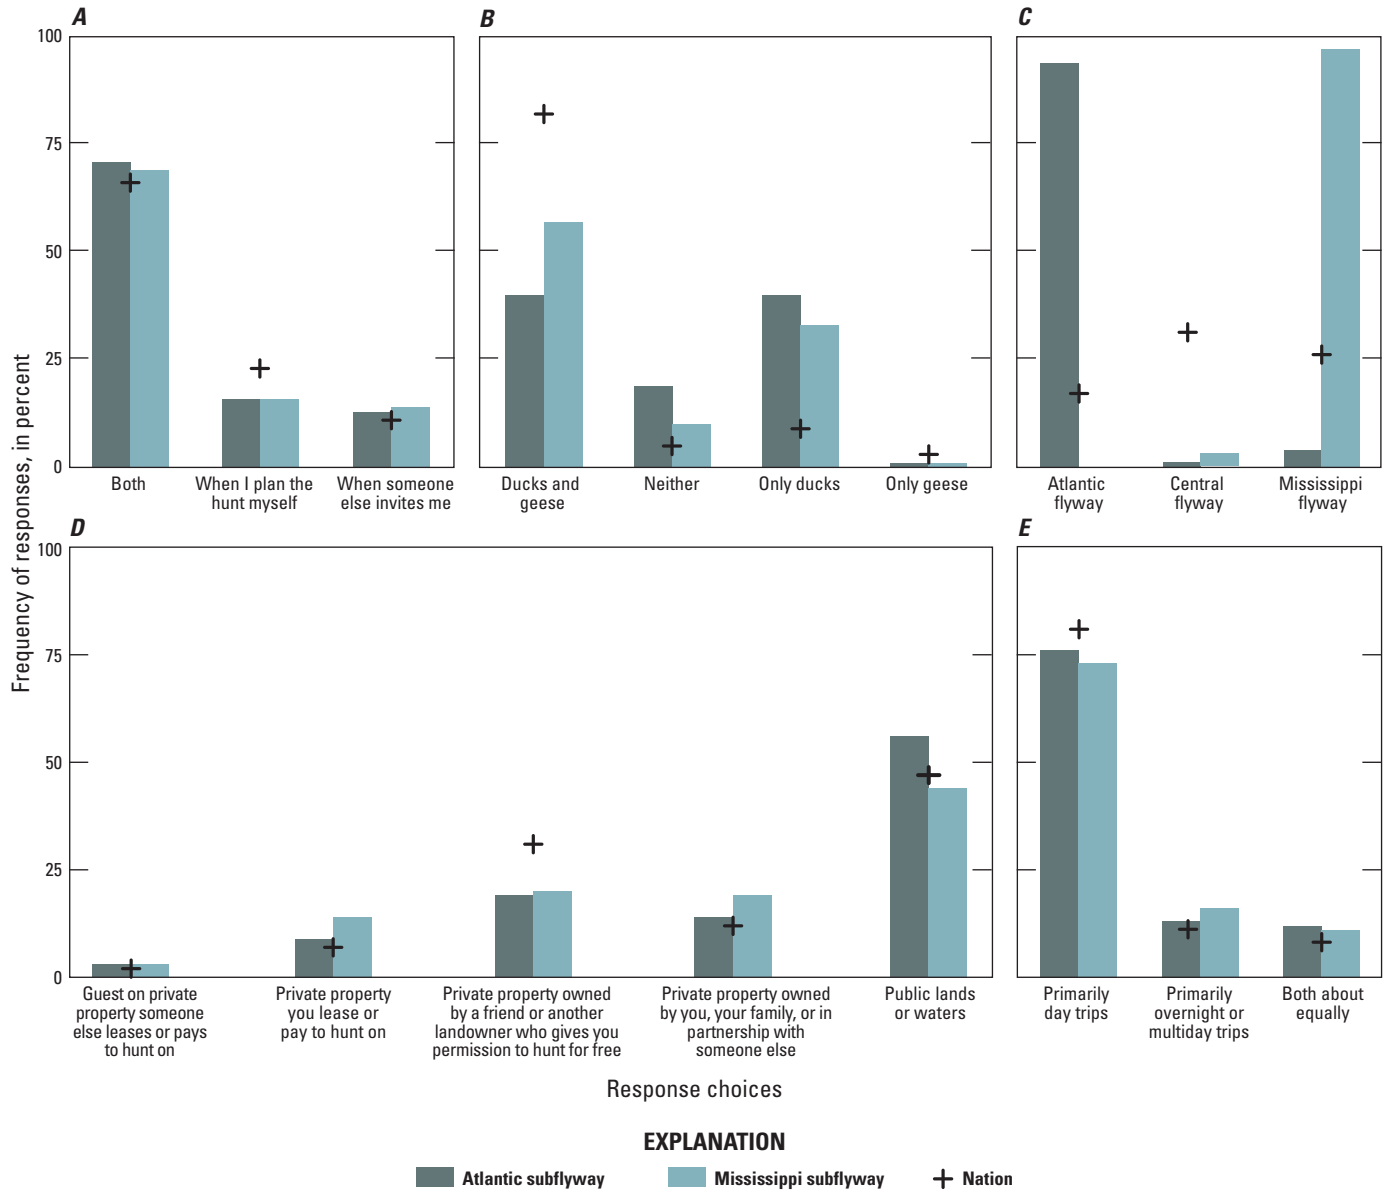 A
B
C
Frequency of responses, in percent
100
75
50
25
0
Both
When I plan the
hunt myself
When someone
else invites me
Ducks and
geese
Neither
Only ducks
Only geese
Atlantic
flyway
Central
flyway
Mississippi
flyway
D
E
100
75
50
25
0
Guest on private
property someone
else leases or pays
to hunt on
Private property
you lease or
pay to hunt on
Private property owned
by a friend or another
landowner who gives you
permission to hunt for free
Private property owned
by you, your family, or in
partnership with
someone else
Public lands
or waters
Primarily
day trips
Primarily
overnight or
multiday trips
Both about
equally
Response choices
EXPLANATION
Atlantic subflyway
Mississippi subflyway
Nation